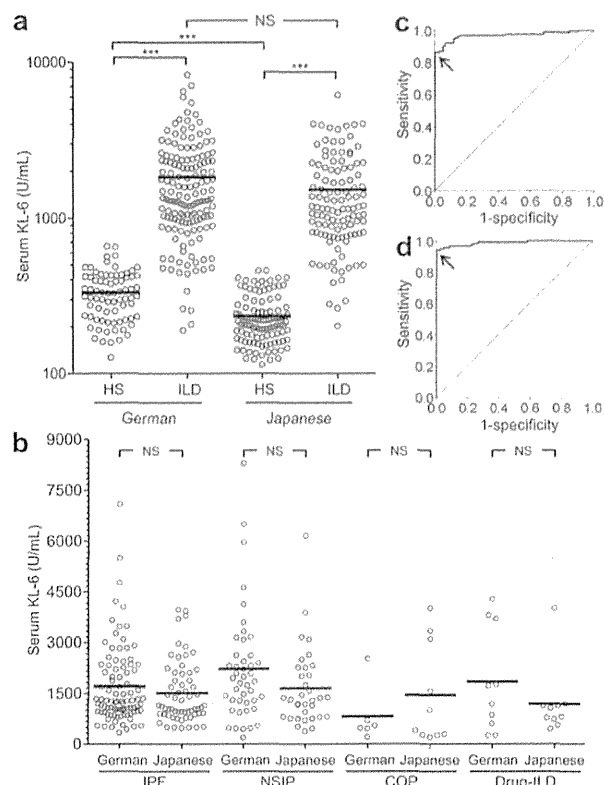 a
NS
***
***
***
10000
1000
100
Serum KL-6 (U/mL)
HS
ILD
HS
ILD
German
Japanese
c
1.0
0.8
0.6
0.4
0.2
0.0
Sensitivity
0.0 0.2 0.4 0.6 0.8 1.0
1-specificity
d
1.0
0.8
0.6
0.4
0.2
0.0
Sensitivity
0.0 0.2 0.4 0.6 0.8 1.0
1-specificity
b
NS
NS
NS
NS
9000
7500
6000
4500
3000
1500
0
Serum KL-6 (U/mL)
German Japanese
German Japanese
German Japanese
German Japanese
IPF
NSIP
COP
Drug-ILD